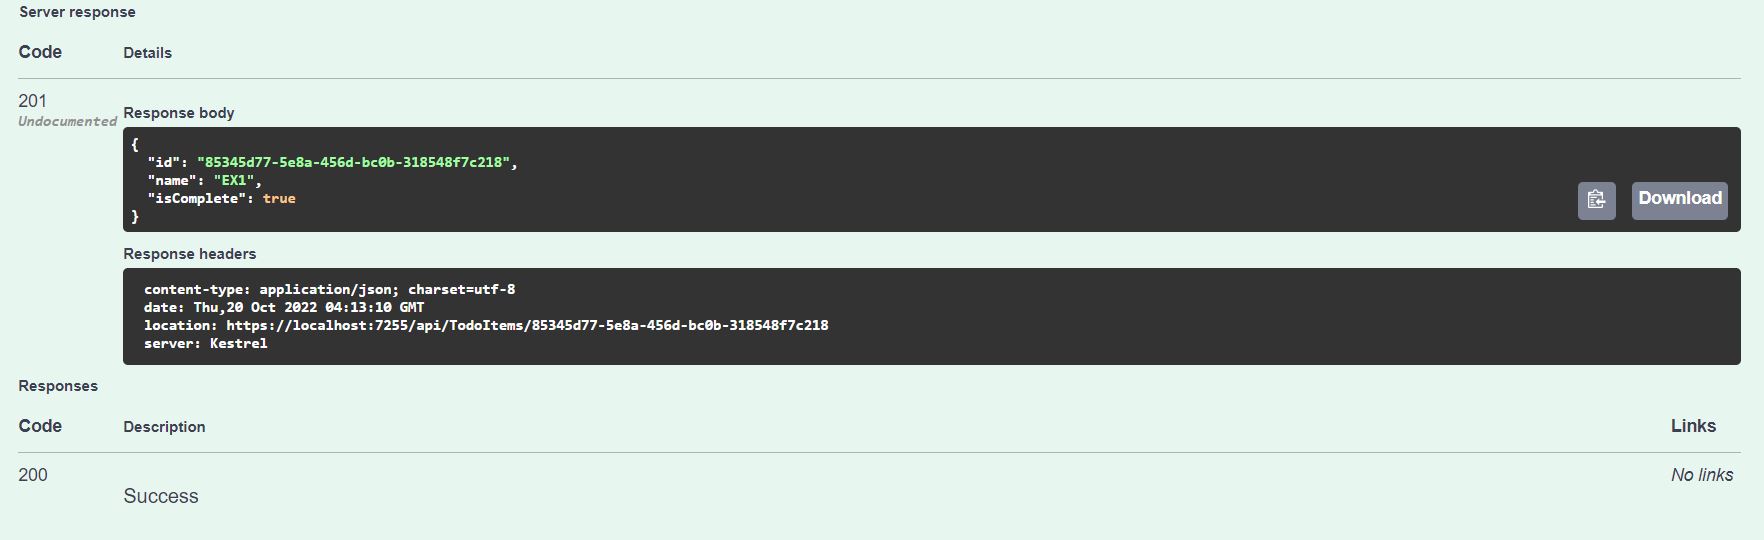 Server response
Code Details
201
Undocumented
Response body
{
"id": "85345d77-5e8a-456d-bc0b-318548f7c218",
"name": "EX1",
"isComplete": true
}
Download
Response headers
content-type: application/json; charset=utf-8
date: Thu,20 Oct 2022 04:13:10 GMT
location: https://localhost:7255/api/TodoItems/85345d77-5e8a-456d-bc0b-318548f7c218
server: Kestrel
Responses
Code Description Links
200 No links
Success